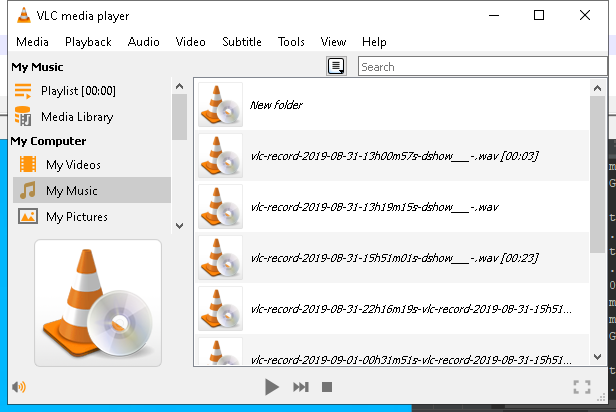 VLC media player
Media Playback Audio Video Subtitle Tools View Help
My Music
Search
Playlist [00:00]
Media Library
My Computer
My Videos
My Music
My Pictures
New folder
vlc-record-2019-08-31-13h00m57s-dshow___-.wav [00:03]
vlc-record-2019-08-31-13h19m15s-dshow___-.wav
vlc-record-2019-08-31-15h51m01s-dshow___-.wav [00:23]
vlc-record-2019-08-31-22h16m19s-vlc-record-2019-08-31-15h51...
vlc-record-2019-09-01-00h31m51s-vlc-record-2019-08-31-15h51...